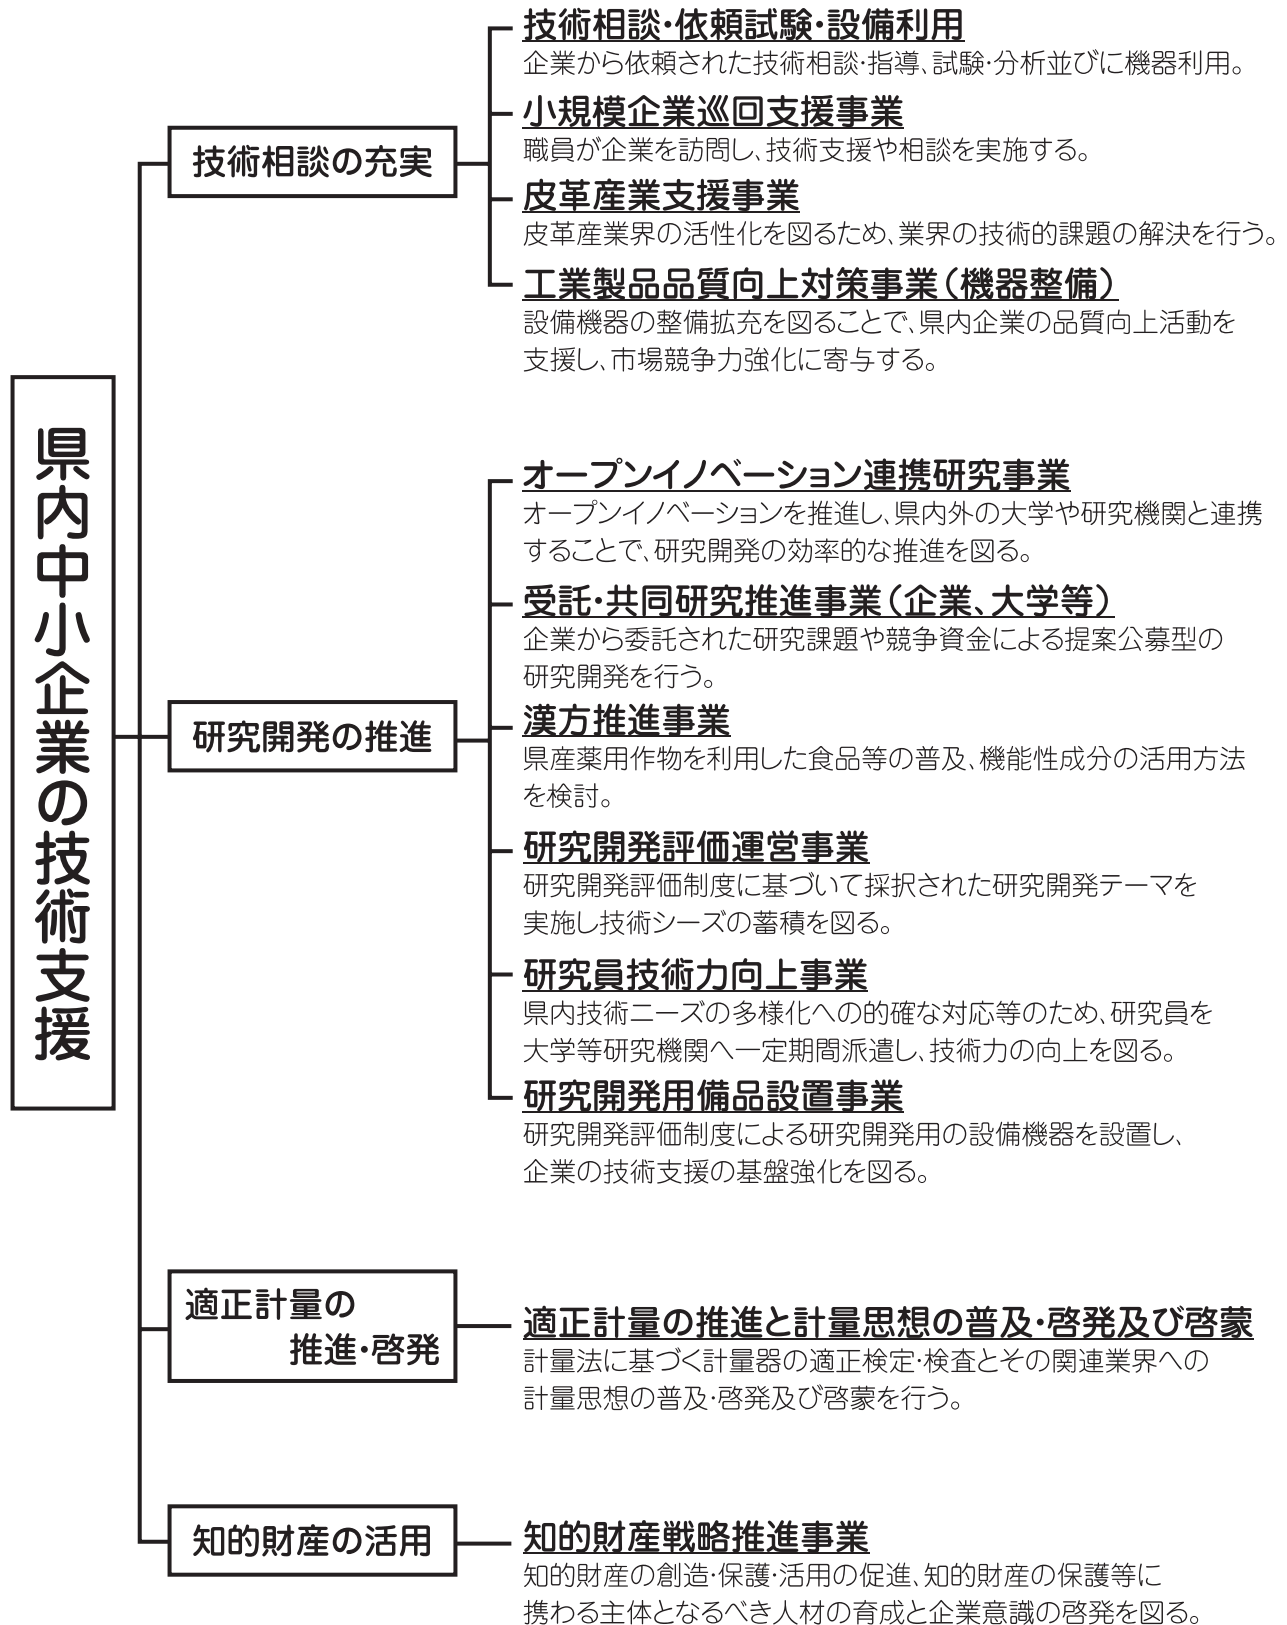 県内中小企業の技術支援
技術相談の充実
技術相談・依頼試験・設備利用
企業から依頼された技術相談・指導、試験・分析並びに機器利用。
小規模企業巡回支援事業
職員が企業を訪問し、技術支援や相談を実施する。
皮革産業支援事業
皮革産業界の活性化を図るため、業界の技術的課題の解決を行う。
工業製品品質向上対策事業（機器整備）
設備機器の整備拡充を図ることで、県内企業の品質向上活動を
支援し、市場競争力強化に寄与する。
研究開発の推進
オープンイノベーション連携研究事業
オープンイノベーションを推進し、県内外の大学や研究機関と連携
することで、研究開発の効率的な推進を図る。
受託・共同研究推進事業（企業、大学等）
企業から委託された研究課題や競争資金による提案公募型の
研究開発を行う。
漢方推進事業
県産薬用作物を利用した食品等の普及、機能性成分の活用方法
を検討。
研究開発評価運営事業
研究開発評価制度に基づいて採択された研究開発テーマを
実施し技術シーズの蓄積を図る。
研究員技術力向上事業
県内技術ニーズの多様化への的確な対応等のため、研究員を
大学等研究機関へ一定期間派遣し、技術力の向上を図る。
研究開発用備品設置事業
研究開発評価制度による研究開発用の設備機器を設置し、
企業の技術支援の基盤強化を図る。
適正計量の
推進・啓発
適正計量の推進と計量思想の普及・啓発及び啓蒙
計量法に基づく計量器の適正検定・検査とその関連業界への
計量思想の普及・啓発及び啓蒙を行う。
知的財産の活用
知的財産戦略推進事業
知的財産の創造・保護・活用の促進、知的財産の保護等に
携わる主体となるべき人材の育成と企業意識の啓発を図る。